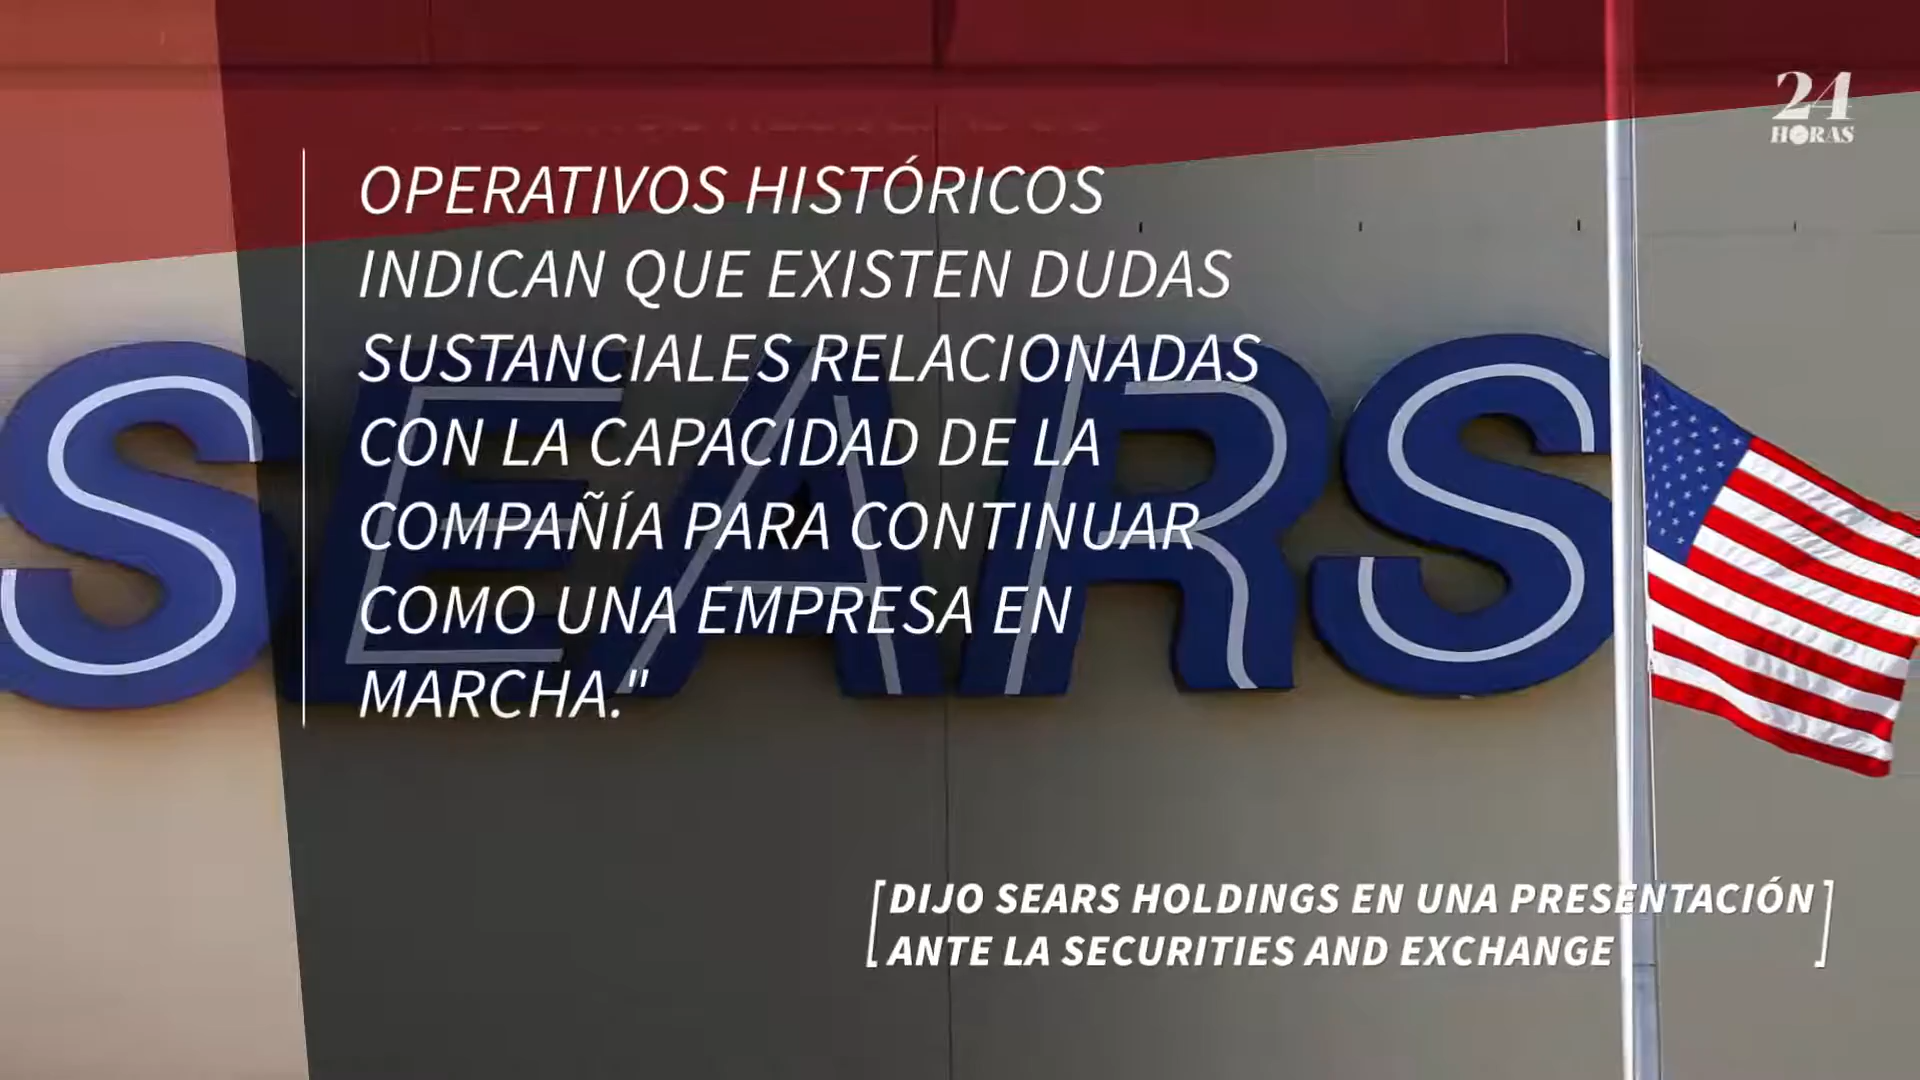 24
HORAS
OPERATIVOS HISTÓRICOS
INDICAN QUE EXISTEN DUDAS
SUSTANCIALES RELACIONADAS
CON LA CAPACIDAD DE LA
COMPAÑÍA PARA CONTINUAR
COMO UNA EMPRESA EN
MARCHA."
SEARS
[DIJO SEARS HOLDINGS EN UNA PRESENTACIÓN
ANTE LA SECURITIES AND EXCHANGE]